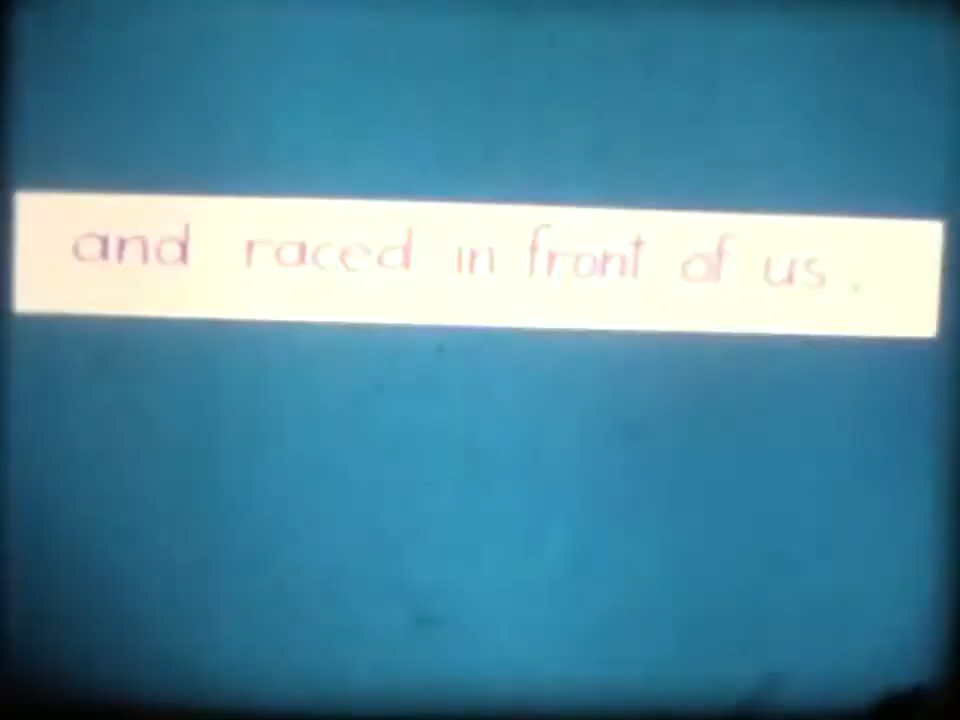 and raced in front of us.